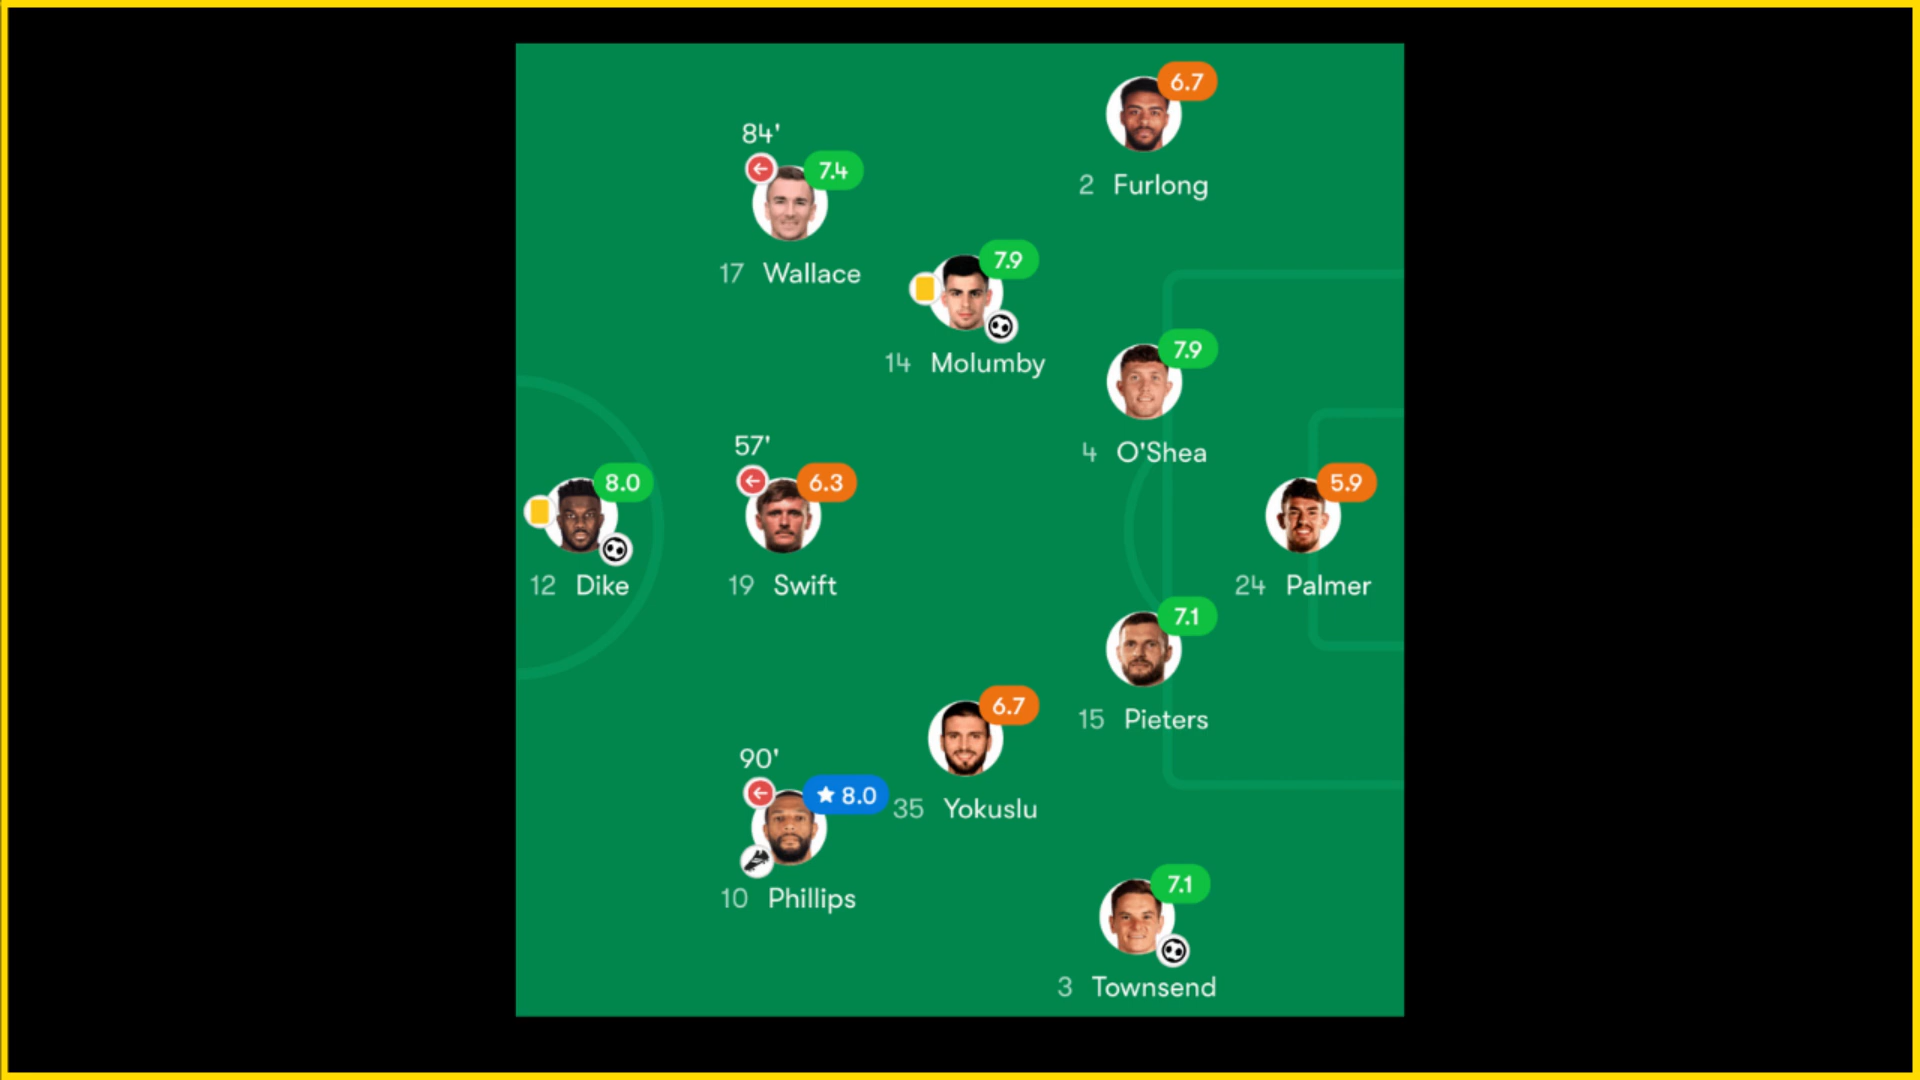 6.7
2 Furlong
84'
7.4
17 Wallace
7.9
14 Molumby
7.9
4 O'Shea
57'
8.0
12 Dike
6.3
19 Swift
5.9
24 Palmer
7.1
15 Pieters
6.7
35 Yokuslu
90'
8.0
10 Phillips
7.1
3 Townsend